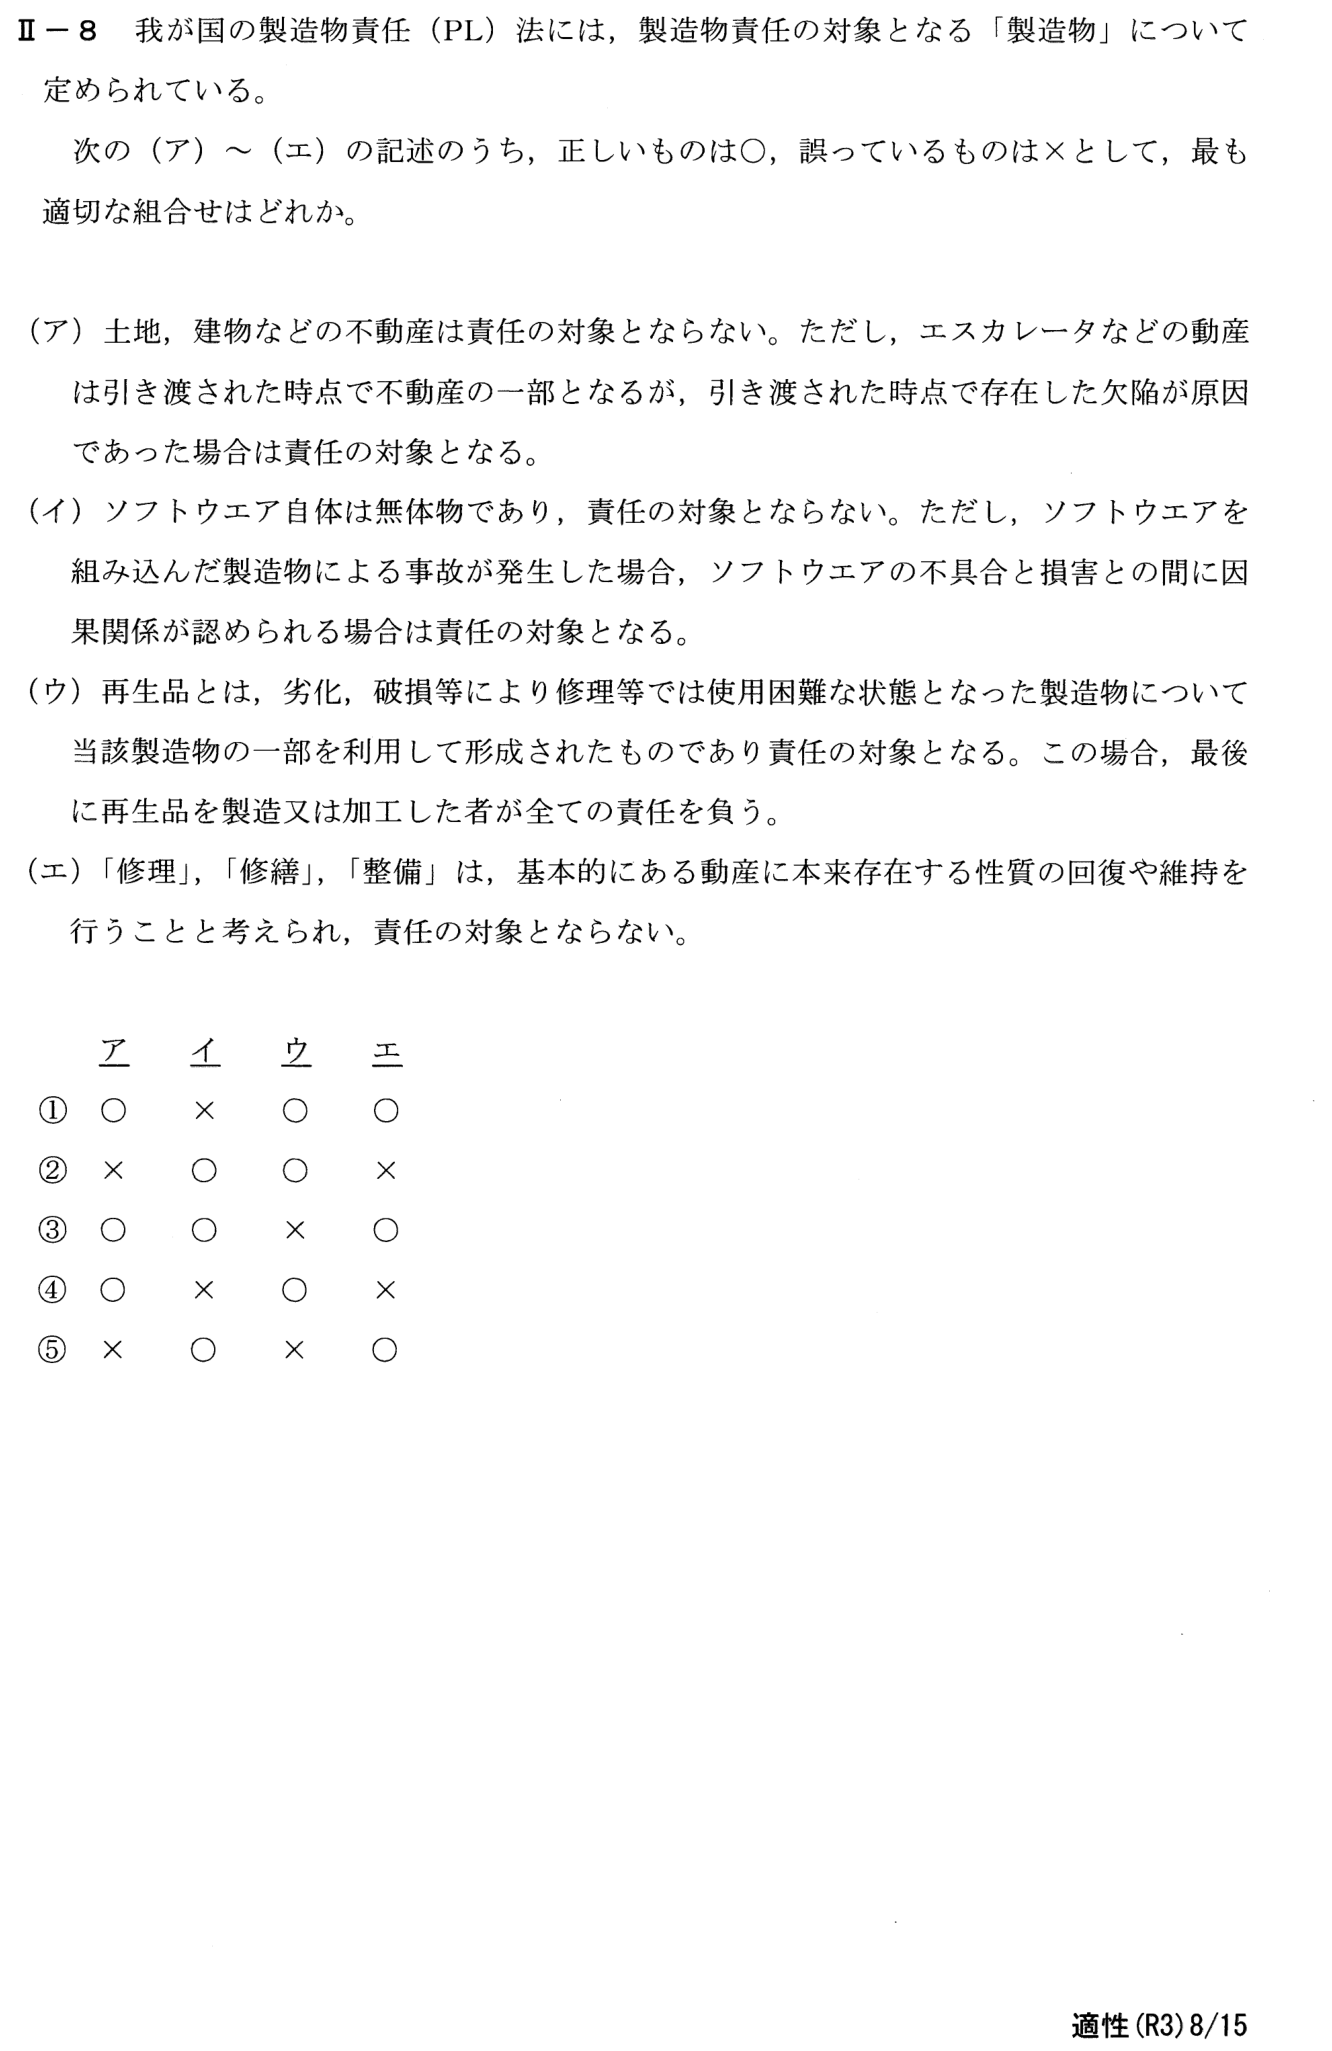 Ⅱ－8　我が国の製造物責任（PL）法には，製造物責任の対象となる「製造物」について
定められている。
次の（ア）～（エ）の記述のうち，正しいものは○，誤っているものは×として，最も
適切な組合せはどれか。
（ア）土地，建物などの不動産は責任の対象とならない。ただし，エスカレータなどの動産
は引き渡された時点で不動産の一部となるが，引き渡された時点で存在した欠陥が原因
であった場合は責任の対象となる。
（イ）ソフトウエア自体は無体物であり，責任の対象とならない。ただし，ソフトウエアを
組み込んだ製造物による事故が発生した場合，ソフトウエアの不具合と損害との間に因
果関係が認められる場合は責任の対象となる。
（ウ）再生品とは，劣化，破損等により修理等では使用困難な状態となった製造物について
当該製造物の一部を利用して形成されたものであり責任の対象となる。この場合，最後
に再生品を製造又は加工した者が全ての責任を負う。
（エ）「修理」，「修繕」，「整備」は，基本的にある動産に本来存在する性質の回復や維持を
行うことと考えられ，責任の対象とならない。
ア　イ　ウ　エ
①　○　×　○　○
②　×　○　○　×
③　○　○　×　○
④　○　×　○　×
⑤　×　○　×　○
適性(R3)8/15